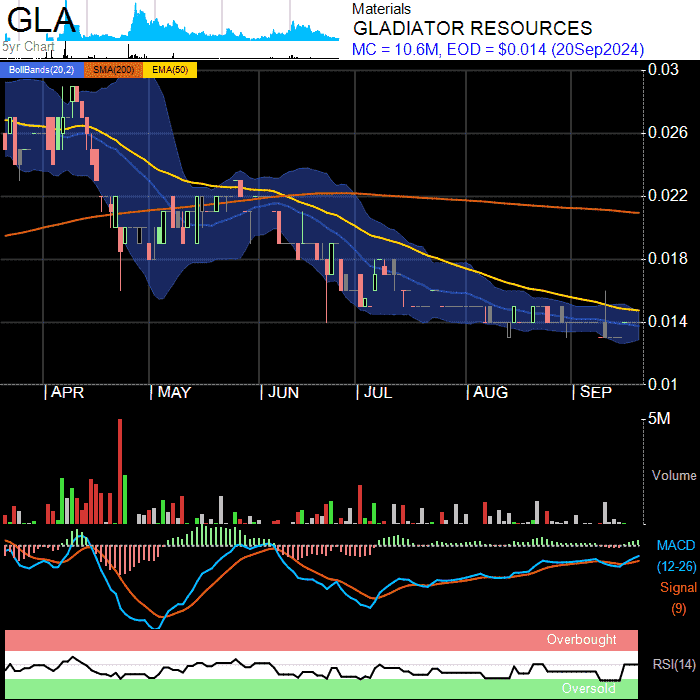 GLA
5yr Chart
Materials
GLADIATOR RESOURCES
MC = 10.6M, EOD = $0.014 (20Sep2024)
BollBands(20,2) SMA(200) EMA(50)
0.03
0.026
0.022
0.018
0.014
0.01
APR MAY JUN JUL AUG SEP
5M
Volume
MACD
(12-26)
Signal
(9)
Overbought
RSI(14)
Oversold